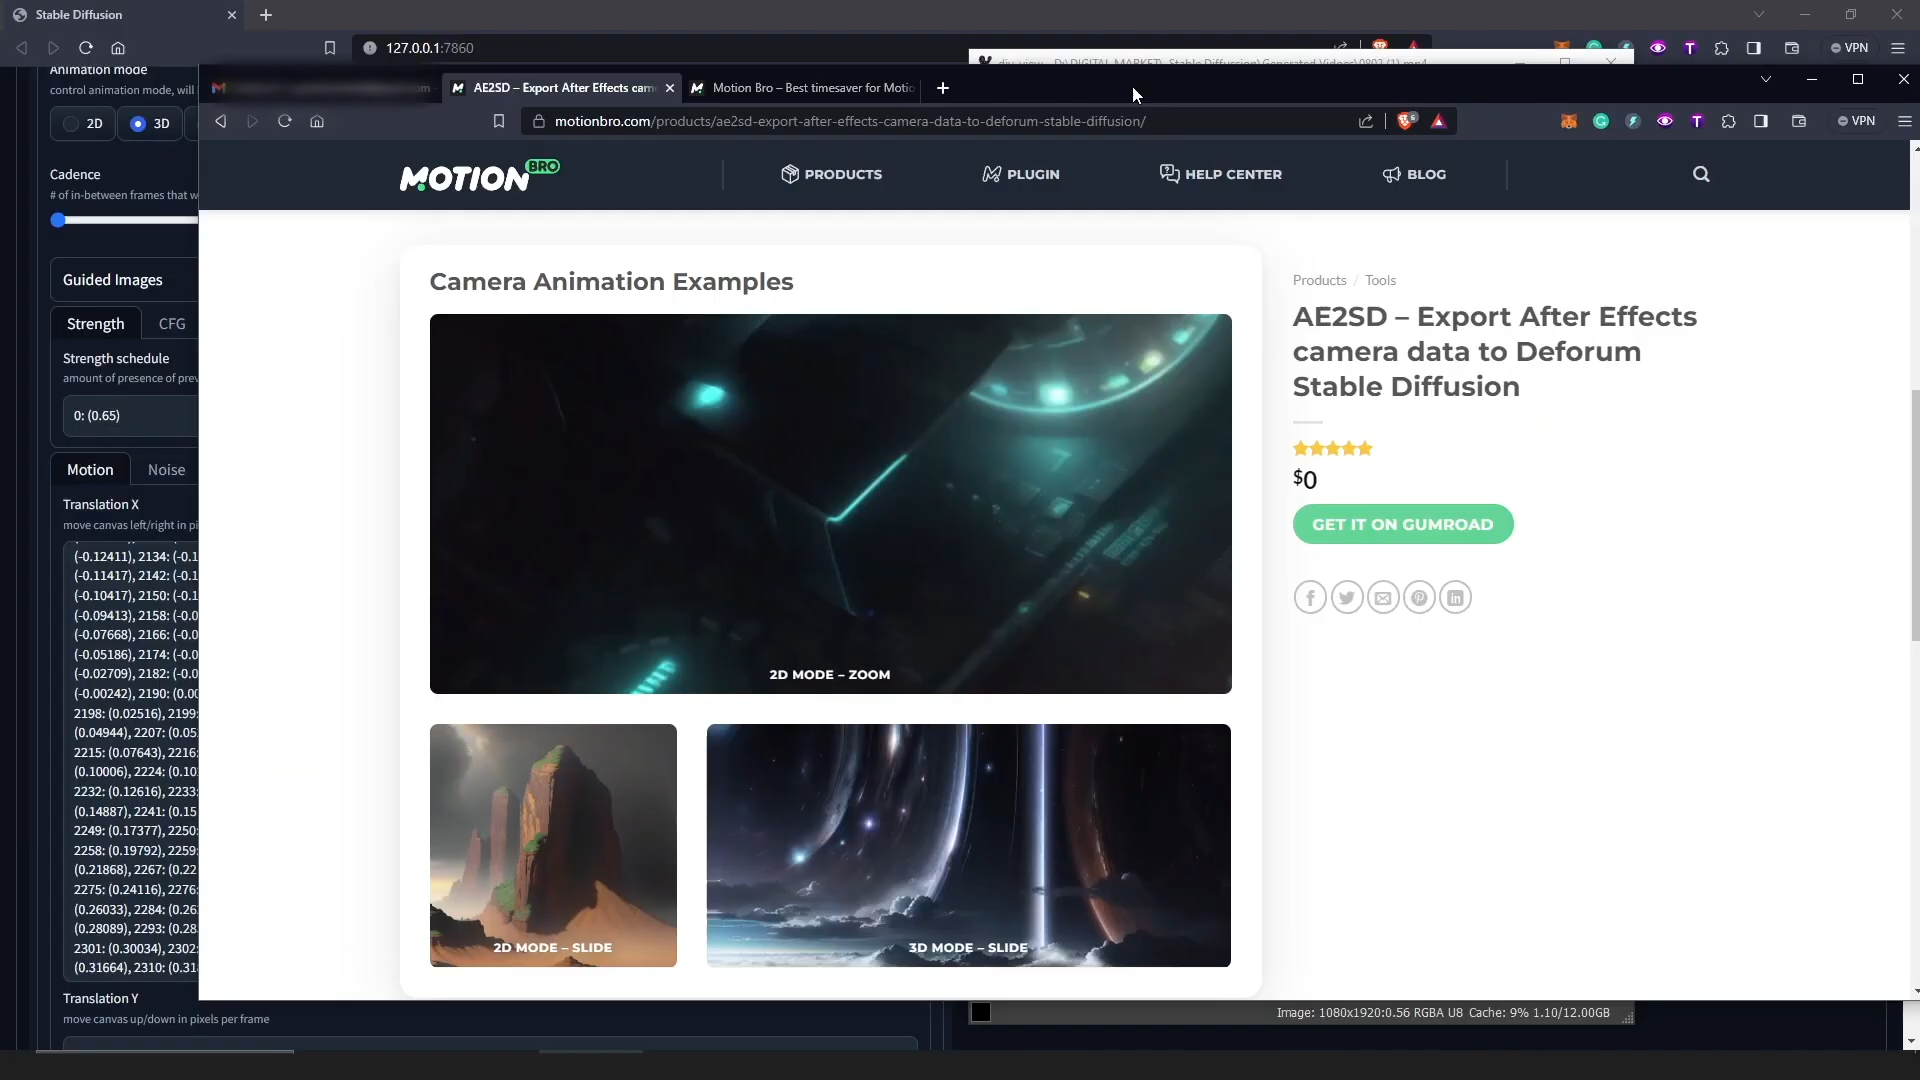 Stable Diffusion
127.0.0.1:7860
VPN
Animation mode
control animation mode, will
2D
3D
Cadence
# of in-between frames that w
Guided Images
Strength
CFG
Strength schedule
amount of presence of prev
0: (0.65)
Motion
Noise
Translation X
move canvas left/right in pi
(-0.12411), 2134: (-0.1
(-0.11417), 2142: (-0.1
(-0.10417), 2150: (-0.1
(-0.09413), 2158: (-0.0
(-0.07668), 2166: (-0.0
(-0.05186), 2174: (-0.0
(-0.02709), 2182: (-0.0
(-0.00242), 2190: (0.00
2198: (0.02516), 2199:
(0.04944), 2207: (0.05
2215: (0.07643), 2216:
(0.10006), 2224: (0.10
2232: (0.12616), 2233:
(0.14887), 2241: (0.15
2249: (0.17377), 2250:
2258: (0.19792), 2259:
(0.21868), 2267: (0.22
2275: (0.24116), 2276:
(0.26033), 2284: (0.26
(0.28089), 2293: (0.28
2301: (0.30034), 2302:
(0.31664), 2310: (0.31
Translation Y
move canvas up/down in pixels per frame
AE2SD – Export After Effects cam
Motion Bro – Best timesaver for Motio
motionbro.com/products/ae2sd-export-after-effects-camera-data-to-deforum-stable-diffusion/
VPN
MOTION BRO
PRODUCTS
PLUGIN
HELP CENTER
BLOG
Camera Animation Examples
2D MODE – ZOOM
2D MODE – SLIDE
3D MODE – SLIDE
Products / Tools
AE2SD – Export After Effects
camera data to Deforum
Stable Diffusion
$0
GET IT ON GUMROAD
Image: 1080x1920:0.56 RGBA U8 Cache: 9% 1.10/12.00GB